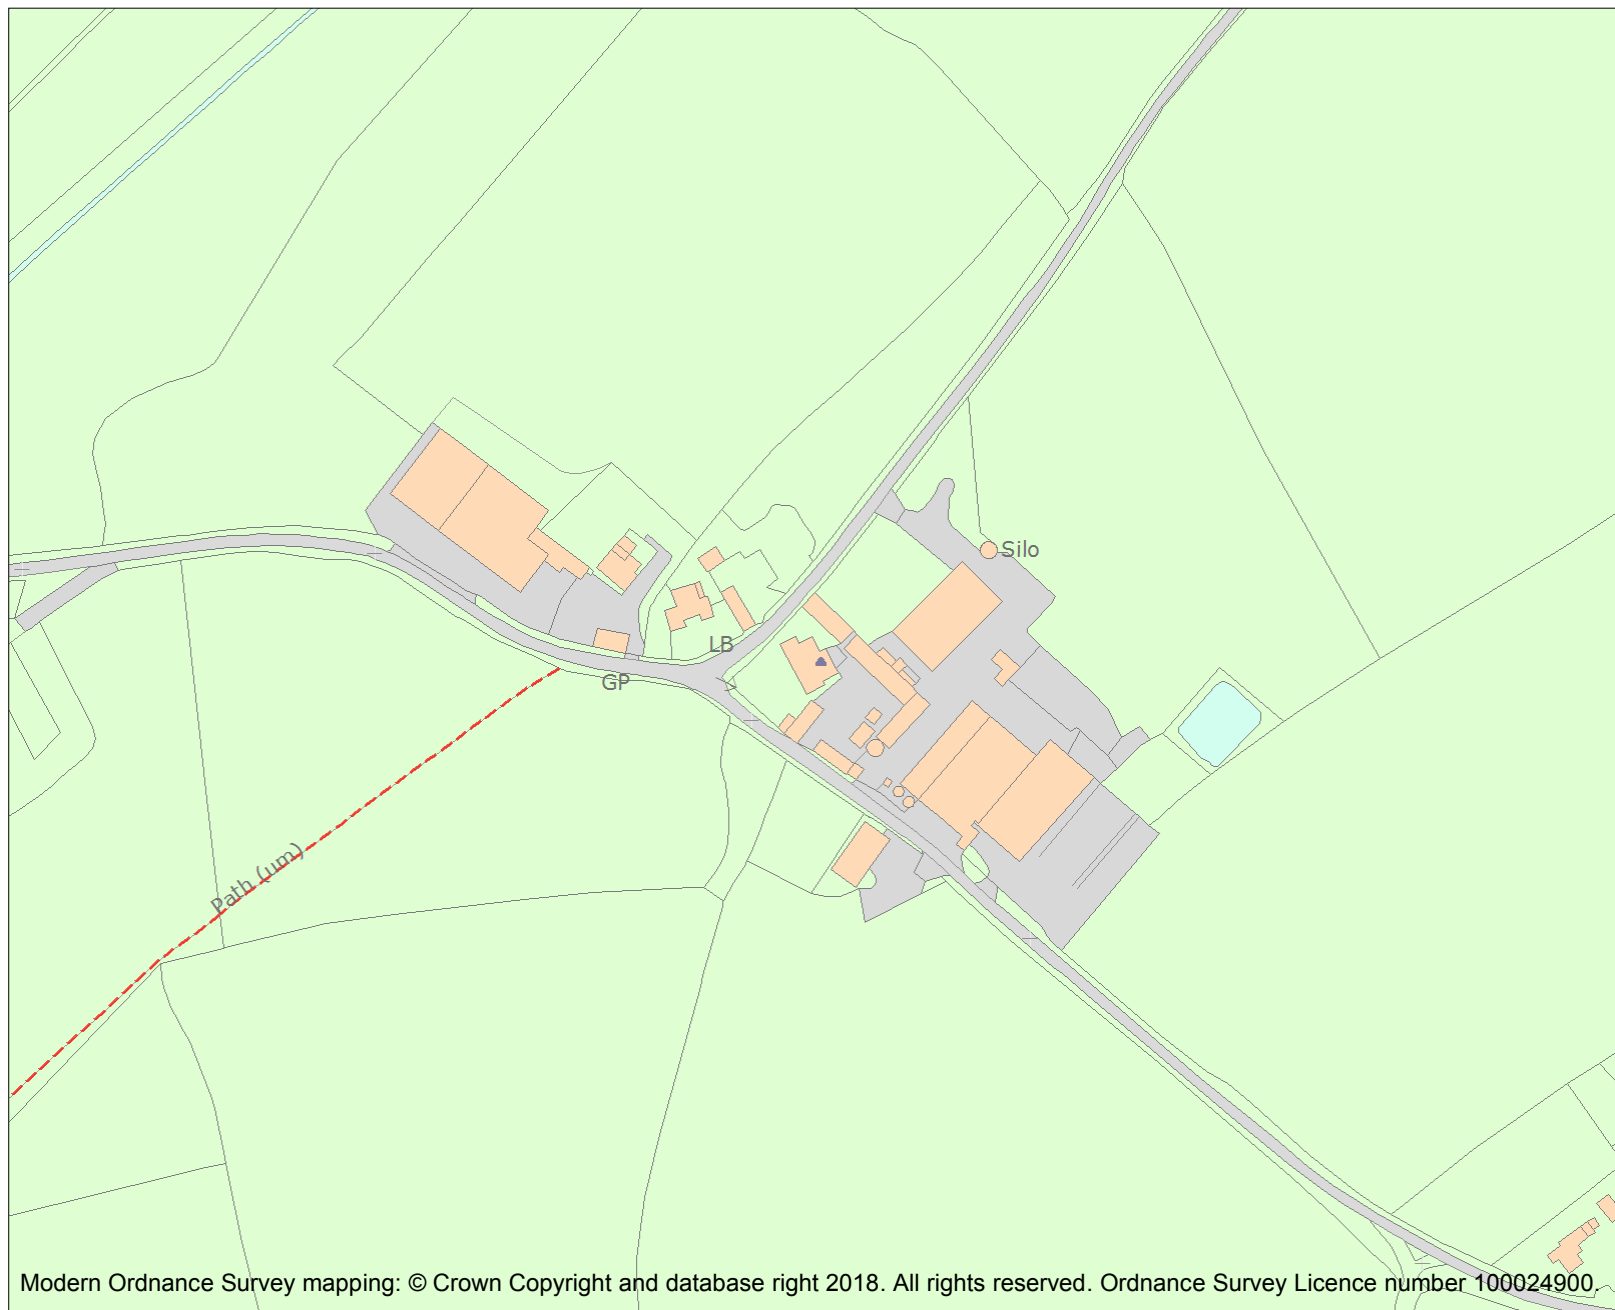 Silo
LB
GP
Path (um)
Modern Ordnance Survey mapping: © Crown Copyright and database right 2018. All rights reserved. Ordnance Survey Licence number 100024900.